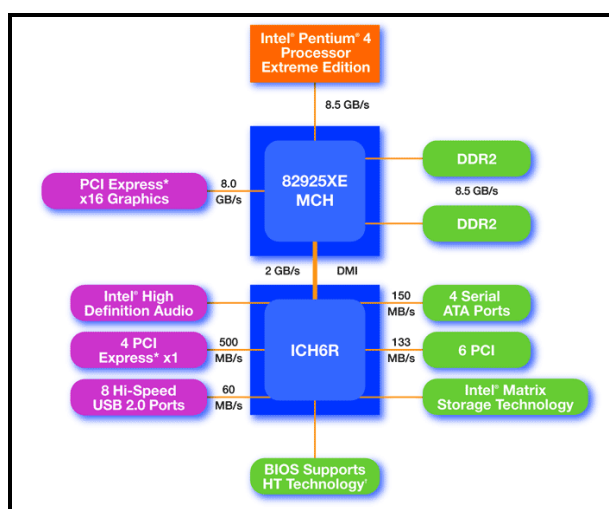 Intel® Pentium® 4
Processor
Extreme Edition
8.5 GB/s
82925XE
MCH
DDR2
8.5 GB/s
DDR2
PCI Express*
x16 Graphics
8.0
GB/s
2 GB/s
DMI
Intel® High
Definition Audio
150
MB/s
4 Serial
ATA Ports
4 PCI
Express* x1
500
MB/s
ICH6R
133
MB/s
6 PCI
8 Hi-Speed
USB 2.0 Ports
60
MB/s
Intel® Matrix
Storage Technology
BIOS Supports
HT Technology†